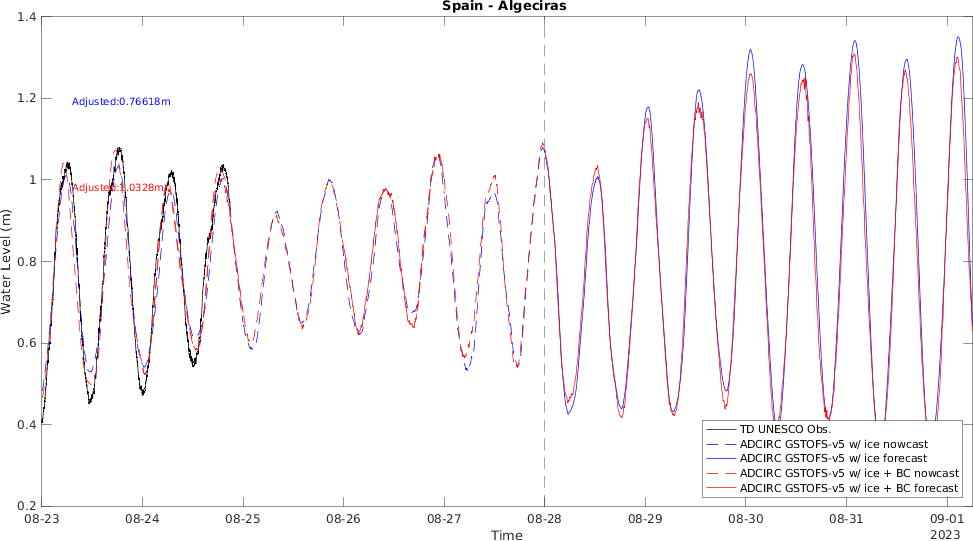 Spain - Algeciras
1.4
1.2
1
0.8
0.6
0.4
0.2
Water Level (m)
Adjusted:0.76618m
Adjusted:1.0328m
TD UNESCO Obs.
ADCIRC GSTOFS-v5 w/ ice nowcast
ADCIRC GSTOFS-v5 w/ ice forecast
ADCIRC GSTOFS-v5 w/ ice + BC nowcast
ADCIRC GSTOFS-v5 w/ ice + BC forecast
08-23 08-24 08-25 08-26 08-27 08-28 08-29 08-30 08-31 09-01
Time
2023